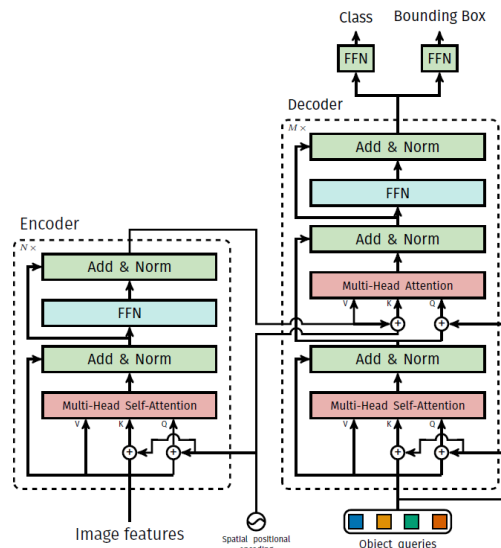 Class
Bounding Box
FFN
FFN
Decoder
M×
Add & Norm
FFN
Add & Norm
Multi-Head Attention
V
K
Q
Add & Norm
Multi-Head Self-Attention
V
K
Q
Object queries
Encoder
N×
Add & Norm
FFN
Add & Norm
Multi-Head Self-Attention
V
K
Q
Image features
Spatial positional